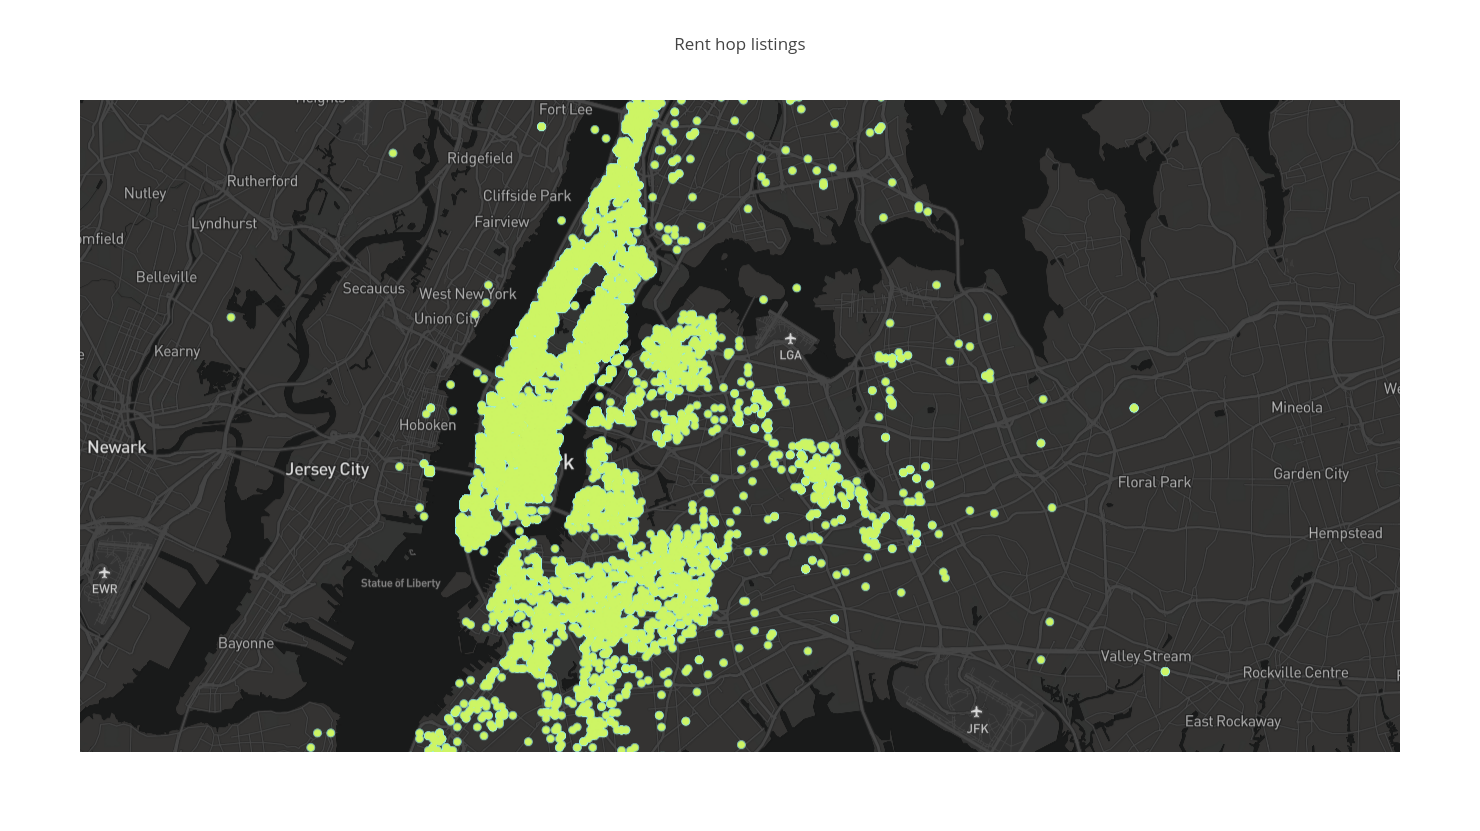 Rent hop listings
Heights
Fort Lee
Ridgefield
Rutherford
Nutley
Cliffside Park
Lyndhurst
Fairview
omfield
Belleville
Secaucus
West New York
Union City
Kearny
LGA
We
Mineola
Hoboken
Newark
k
Jersey City
Garden City
Floral Park
Hempstead
Statue of Liberty
EWR
Bayonne
Valley Stream
Rockville Centre
East Rockaway
JFK